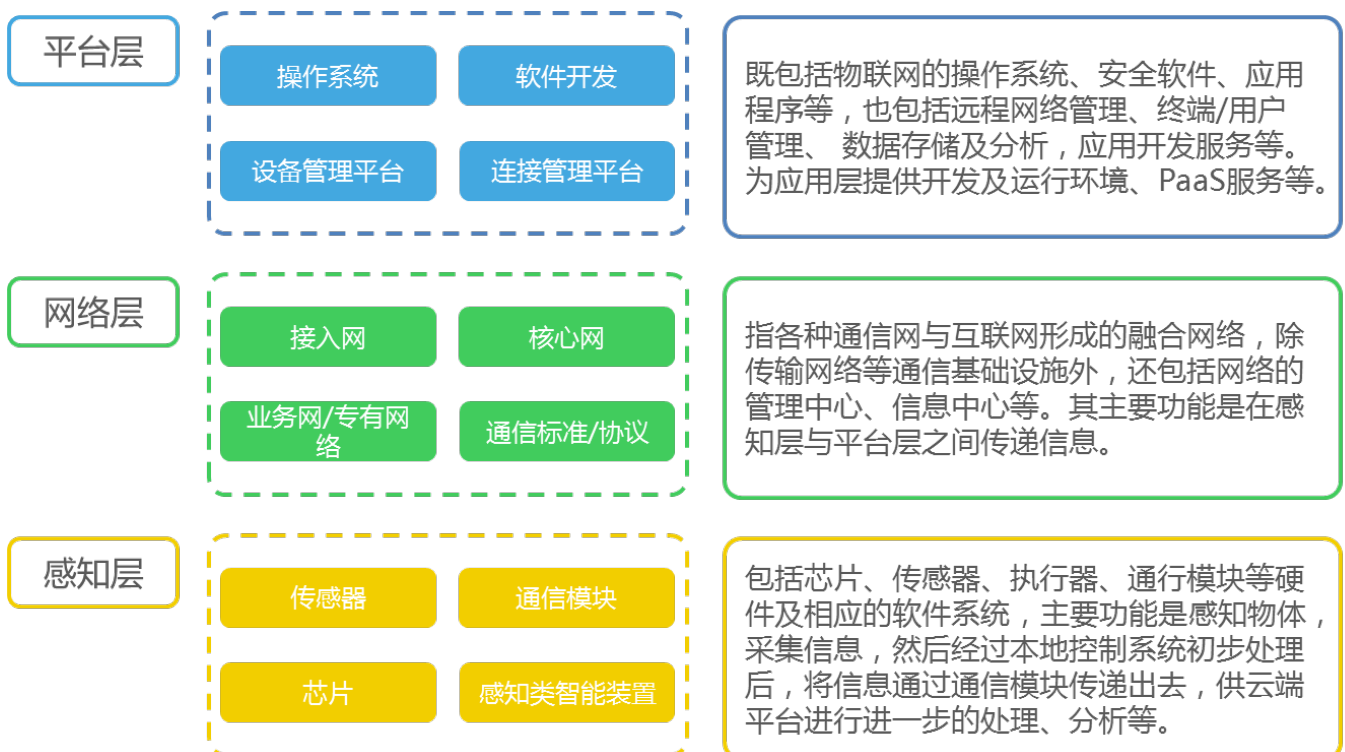 平台层
操作系统
软件开发
设备管理平台
连接管理平台
既包括物联网的操作系统、安全软件、应用
程序等，也包括远程网络管理、终端/用户
管理、 数据存储及分析，应用开发服务等。
为应用层提供开发及运行环境、PaaS服务等。
网络层
接入网
核心网
业务网/专有网
络
通信标准/协议
指各种通信网与互联网形成的融合网络，除
传输网络等通信基础设施外，还包括网络的
管理中心、信息中心等。其主要功能是在感
知层与平台层之间传递信息。
感知层
传感器
通信模块
芯片
感知类智能装置
包括芯片、传感器、执行器、通行模块等硬
件及相应的软件系统，主要功能是感知物体，
采集信息，然后经过本地控制系统初步处理
后，将信息通过通信模块传递出去，供云端
平台进行进一步的处理、分析等。